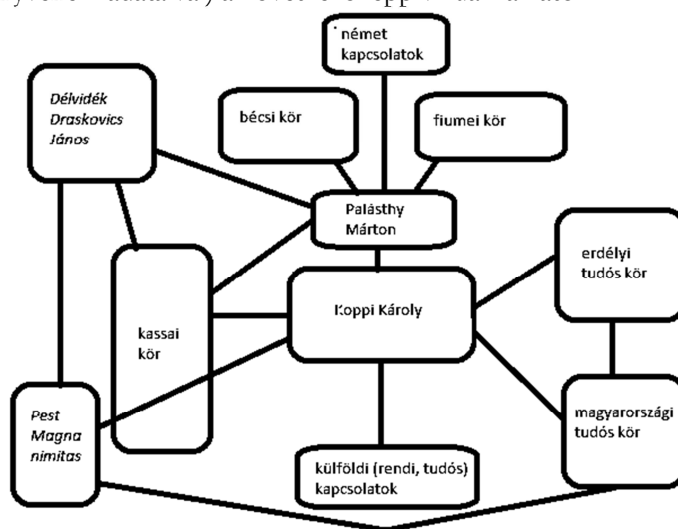 német
kapcsolatok
Délvidék
Draskovics
János
bécsi kör
fiumei kör
Palásthy
Márton
erdélyi
tudós kör
Koppi Károly
kassai
kör
Pest
Magna
nimitas
magyarországi
tudós kör
külföldi (rendi, tudós)
kapcsolatok